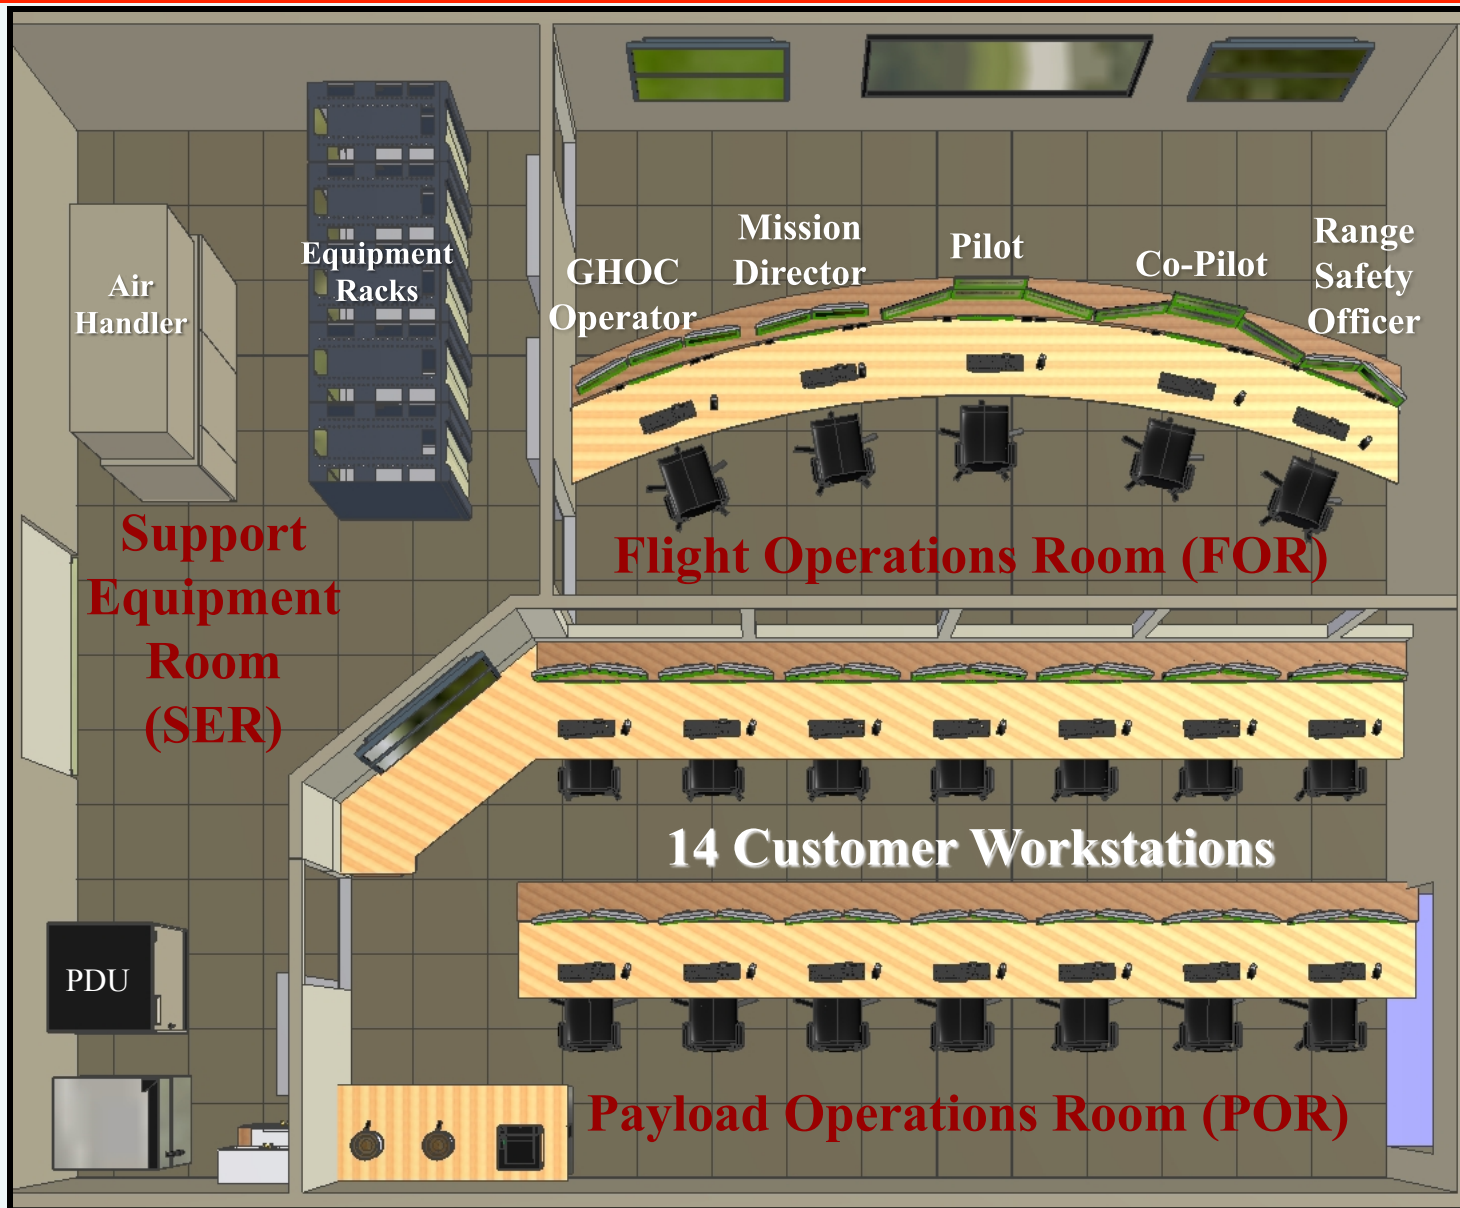 Air
Handler
Equipment
Racks
GHOC
Operator
Mission
Director
Pilot
Co-Pilot
Range
Safety
Officer
Support
Equipment
Room
(SER)
Flight Operations Room (FOR)
14 Customer Workstations
PDU
Payload Operations Room (POR)